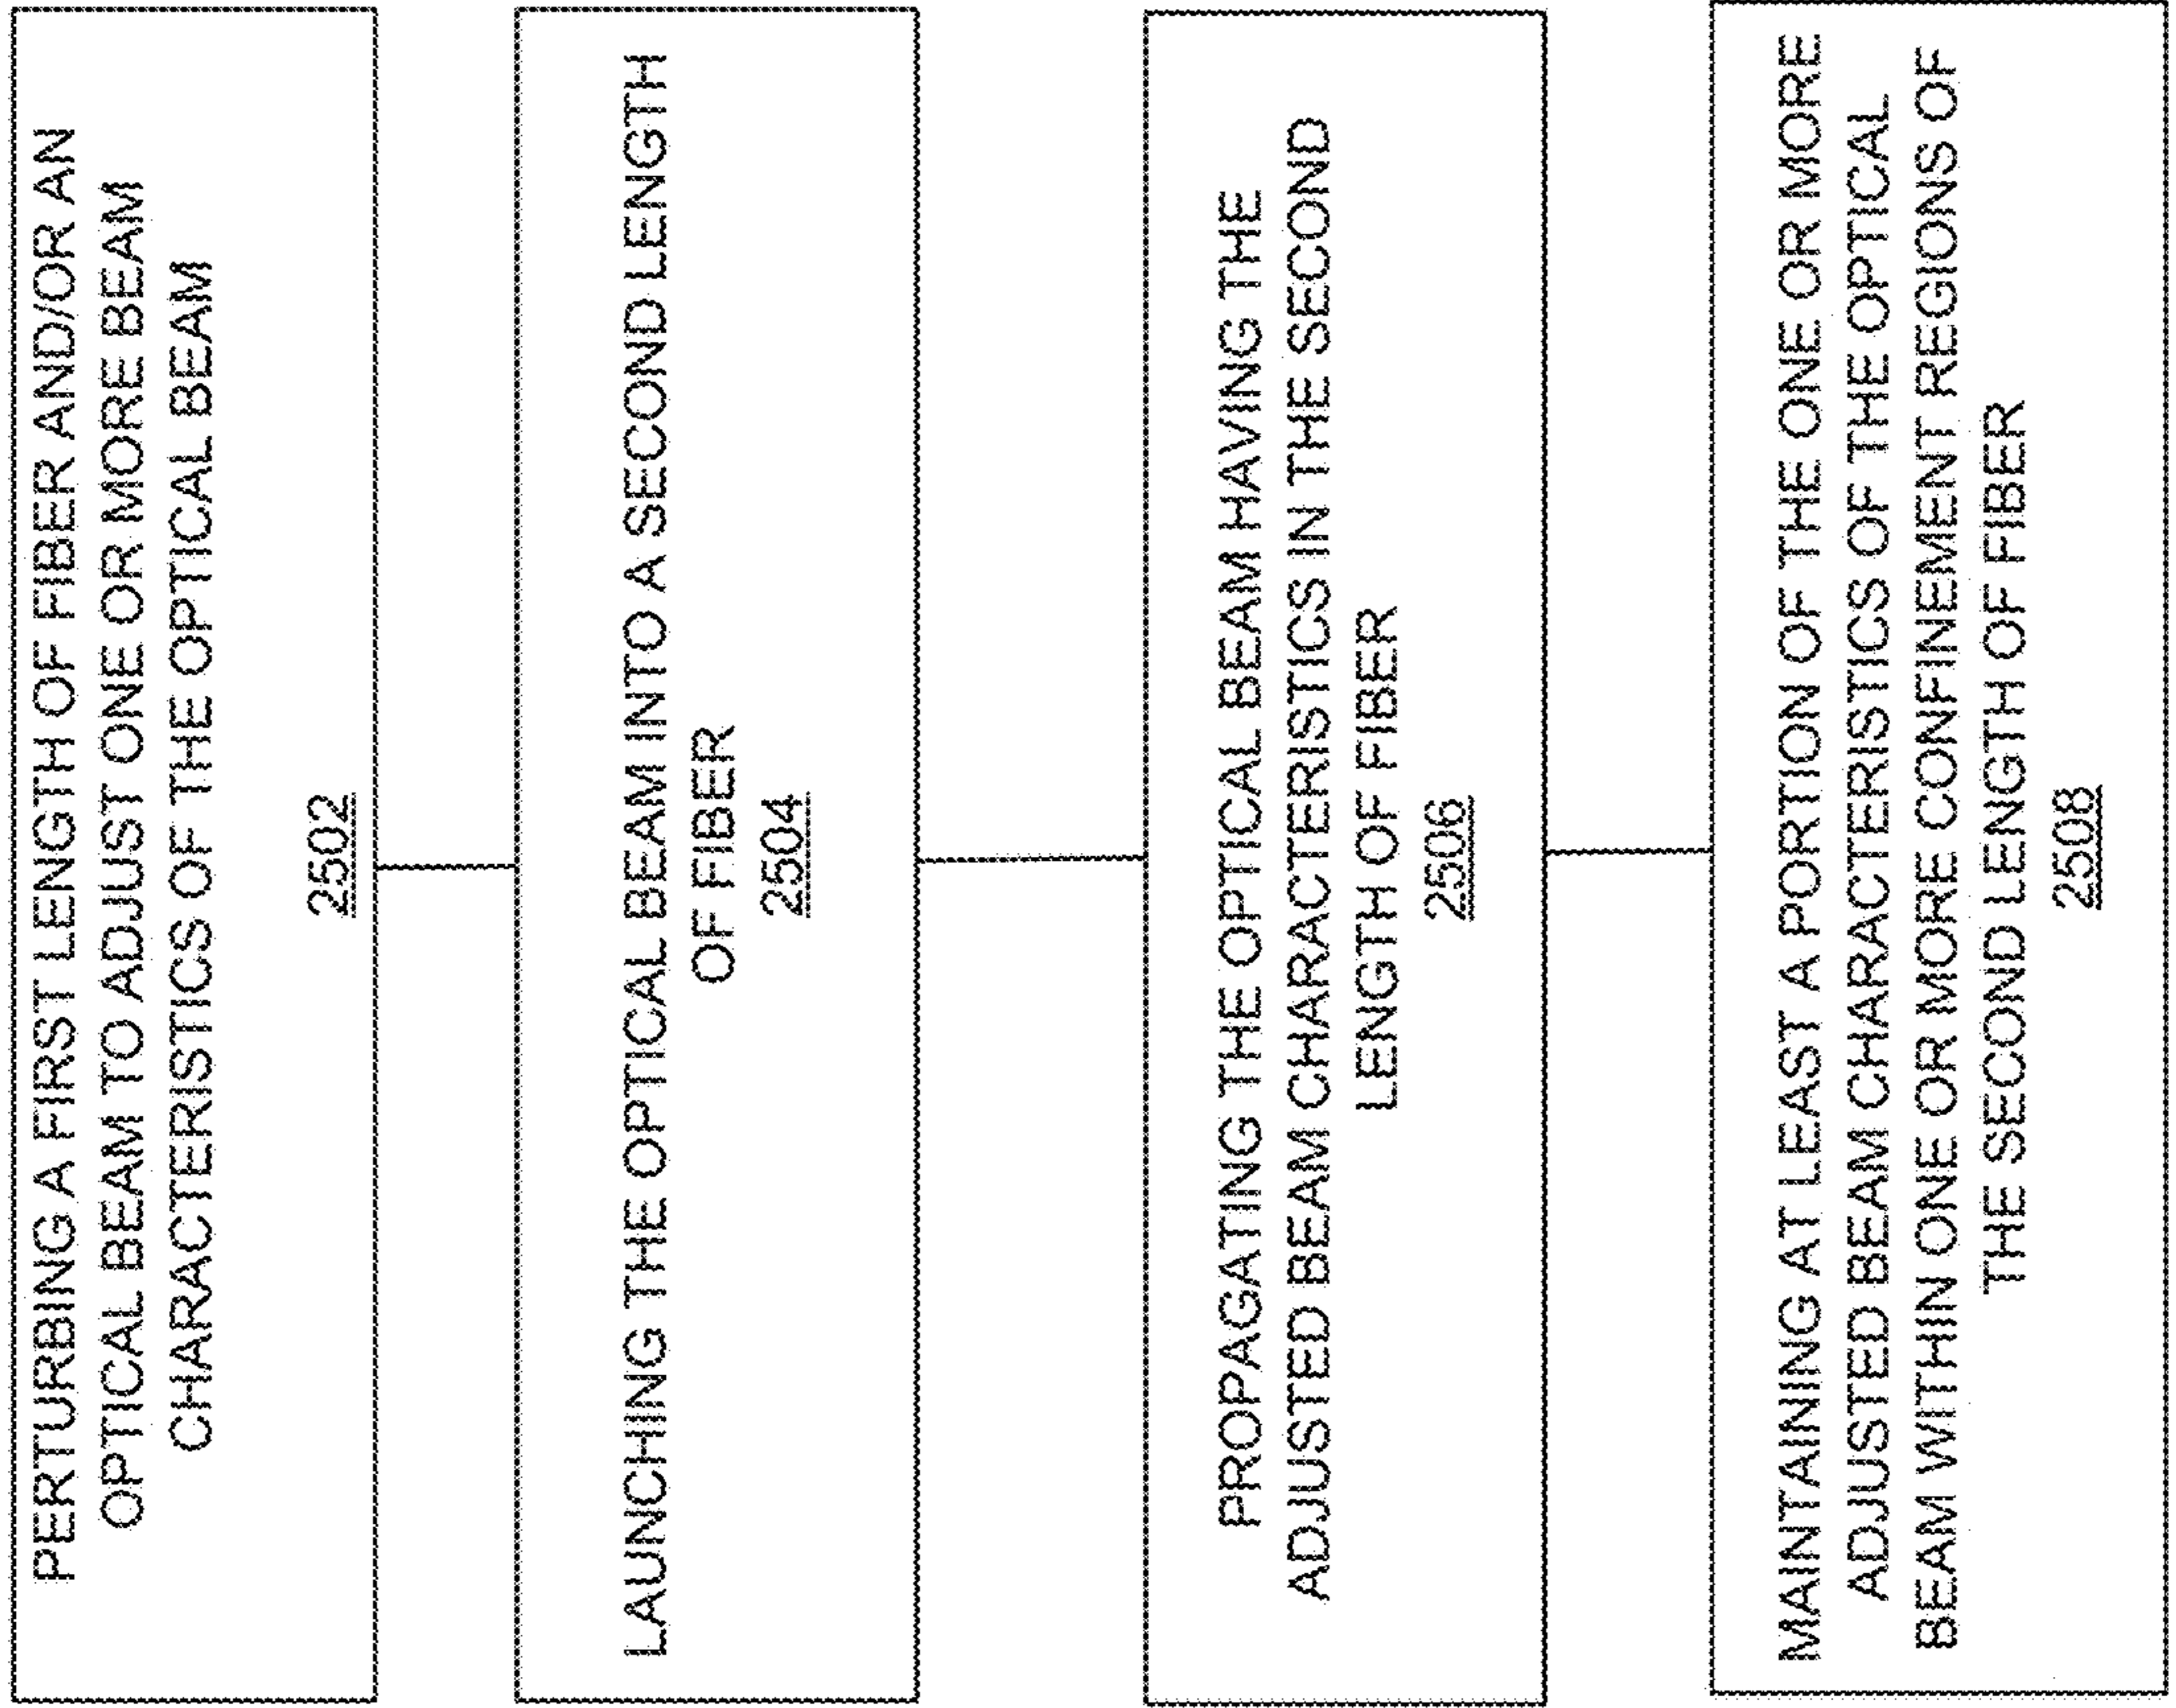 PERTURBING A FIRST LENGTH OF FIBER AND/OR AN
OPTICAL BEAM TO ADJUST ONE OR MORE BEAM
CHARACTERISTICS OF THE OPTICAL BEAM
2502
LAUNCHING THE OPTICAL BEAM INTO A SECOND LENGTH
OF FIBER
2504
PROPAGATING THE OPTICAL BEAM HAVING THE
ADJUSTED BEAM CHARACTERISTICS IN THE SECOND
LENGTH OF FIBER
2506
MAINTAINING AT LEAST A PORTION OF THE ONE OR MORE
ADJUSTED BEAM CHARACTERISTICS OF THE OPTICAL
BEAM WITHIN ONE OR MORE CONFINEMENT REGIONS OF
THE SECOND LENGTH OF FIBER
2508